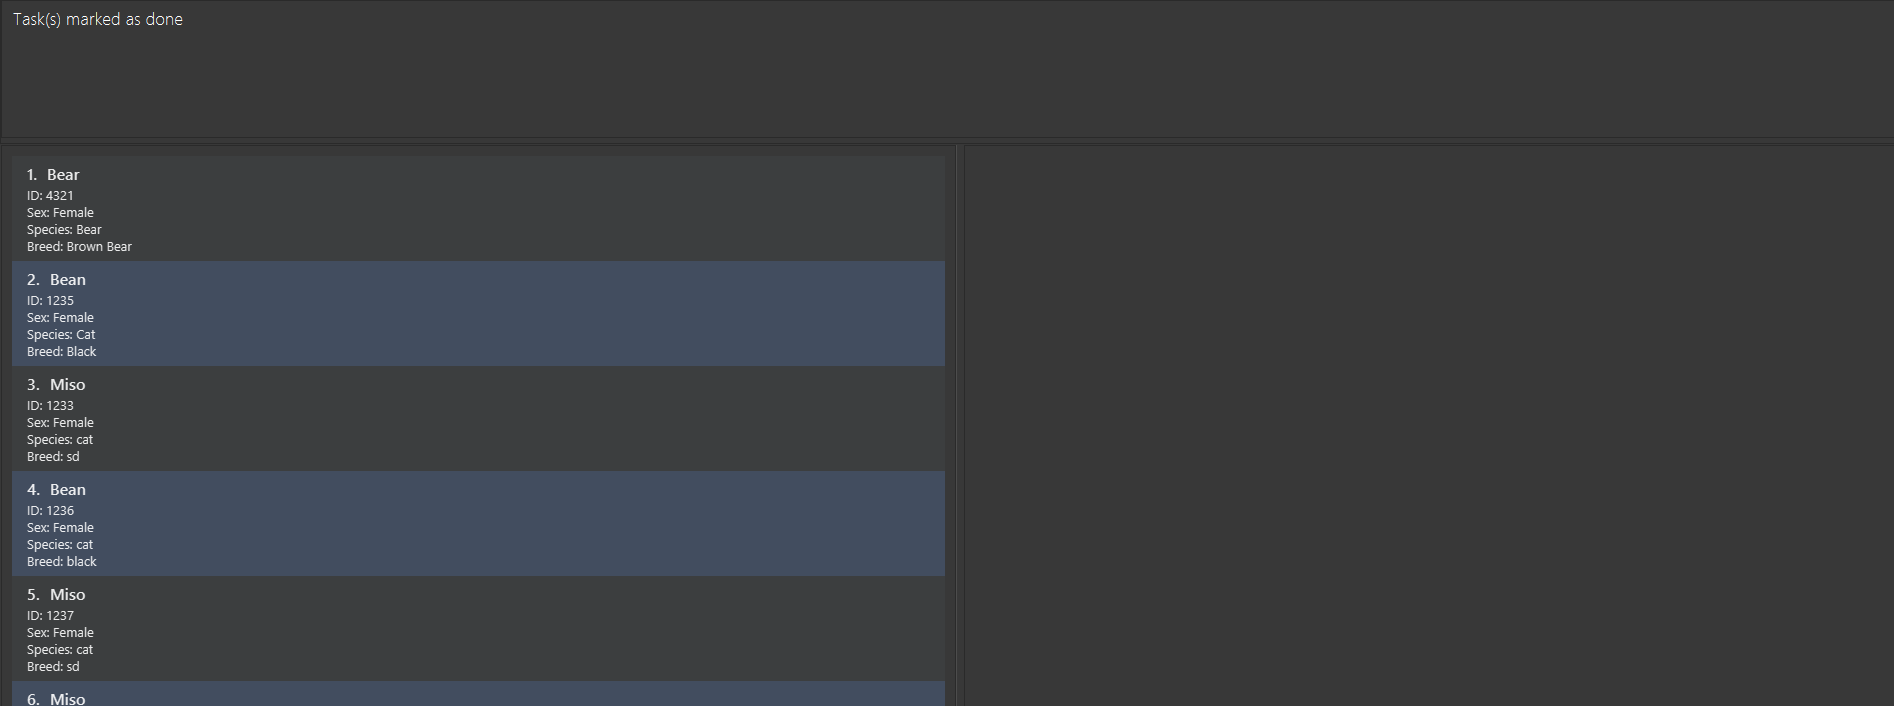 Task(s) marked as done
1. Bear
ID: 4321
Sex: Female
Species: Bear
Breed: Brown Bear
2. Bean
ID: 1235
Sex: Female
Species: Cat
Breed: Black
3. Miso
ID: 1233
Sex: Female
Species: cat
Breed: sd
4. Bean
ID: 1236
Sex: Female
Species: cat
Breed: black
5. Miso
ID: 1237
Sex: Female
Species: cat
Breed: sd
6. Miso